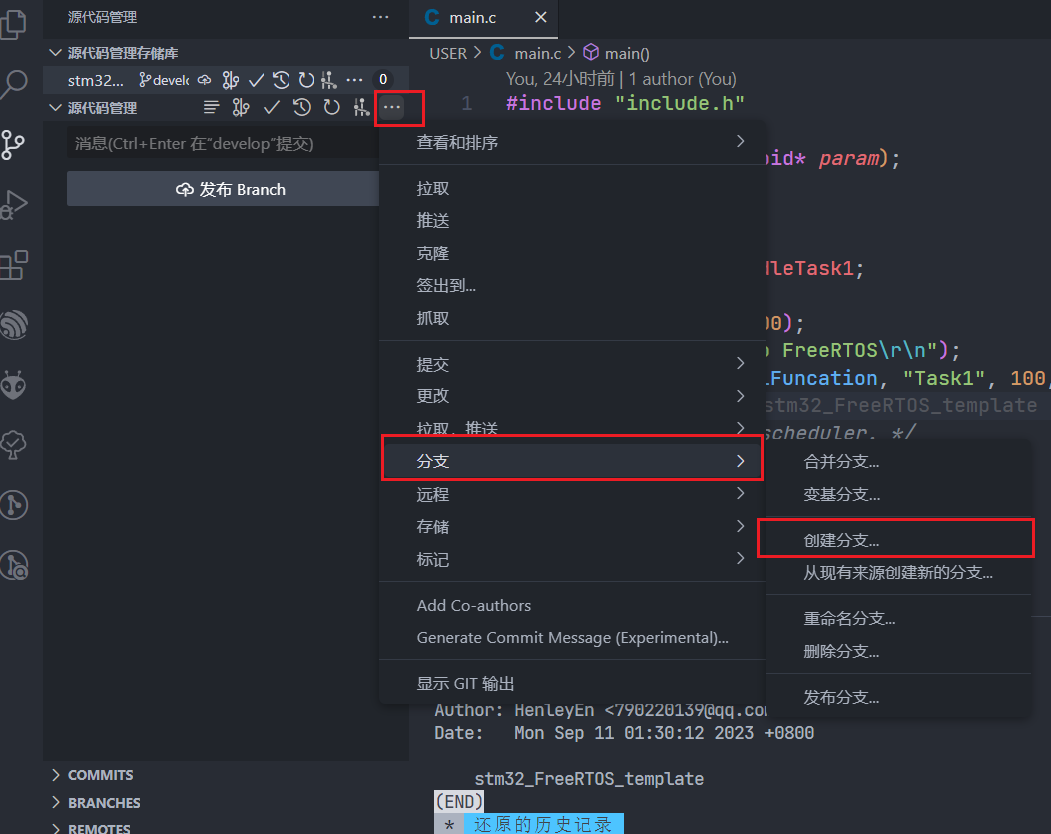 源代码管理
main.c
源代码管理存储库
USER > main.c > main()
stm32... develo 0
You, 24小时前 | 1 author (You)
源代码管理
1 #include "include.h"
消息(Ctrl+Enter 在"develop"提交)
发布 Branch
查看和排序
拉取
推送
克隆
签出到...
抓取
提交
更改
拉取、推送
分支
远程
存储
标记
Add Co-authors
Generate Commit Message (Experimental)...
显示 GIT 输出
合并分支...
变基分支...
创建分支...
从现有来源创建新的分支...
重命名分支...
删除分支...
发布分支...
oid* param);
dleTask1;
00);
FreeRTOS\r\n");
Funcation, "Task1", 100,
stm32_FreeRTOS_template
scheduler. */
Author: HenleyEn <790220139@qq.com
Date: Mon Sep 11 01:30:12 2023 +0800
stm32_FreeRTOS_template
(END)
* 还原的历史记录
COMMITS
BRANCHES
REMOTES